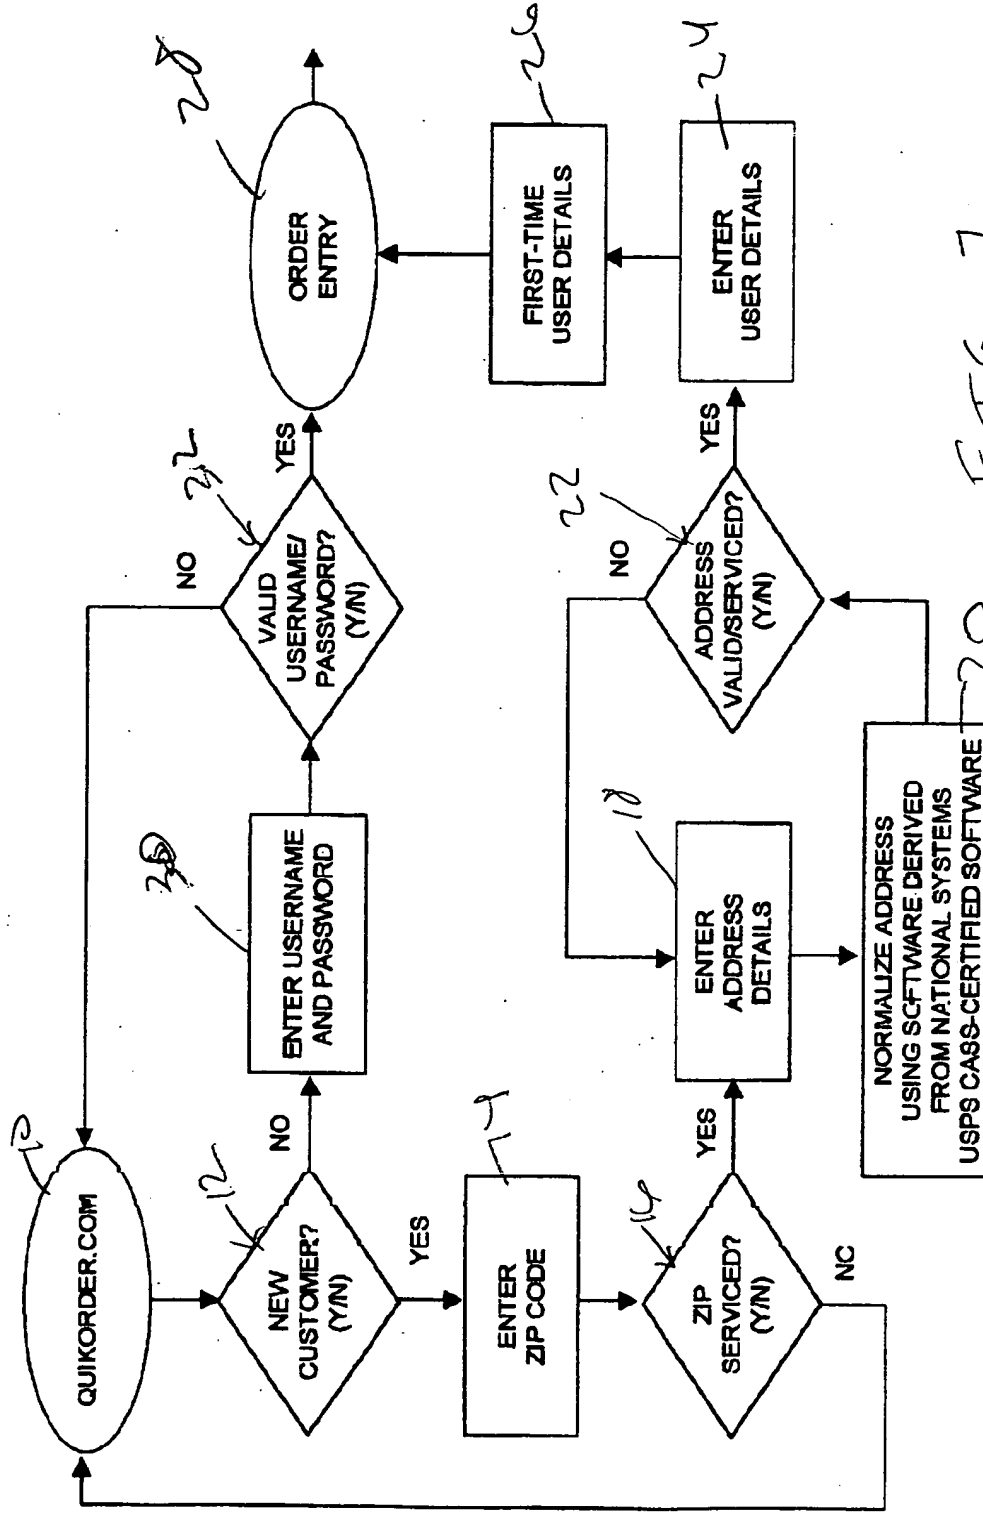 QUIKORDER.COM
10
NEW
CUSTOMER?
(Y/N)
12
NO
YES
ENTER USERNAME
AND PASSWORD
30
VALID
USERNAME/
PASSWORD?
(Y/N)
32
NO
YES
ORDER
ENTRY
28
ENTER
ZIP CODE
14
ZIP
SERVICED?
(Y/N)
16
YES
NC
ENTER
ADDRESS
DETAILS
18
NORMALIZE ADDRESS
USING SOFTWARE DERIVED
FROM NATIONAL SYSTEMS
USPS CASS-CERTIFIED SOFTWARE
20
ADDRESS
VALID/SERVICED?
(Y/N)
22
NO
YES
ENTER
USER DETAILS
24
FIRST-TIME
USER DETAILS
26